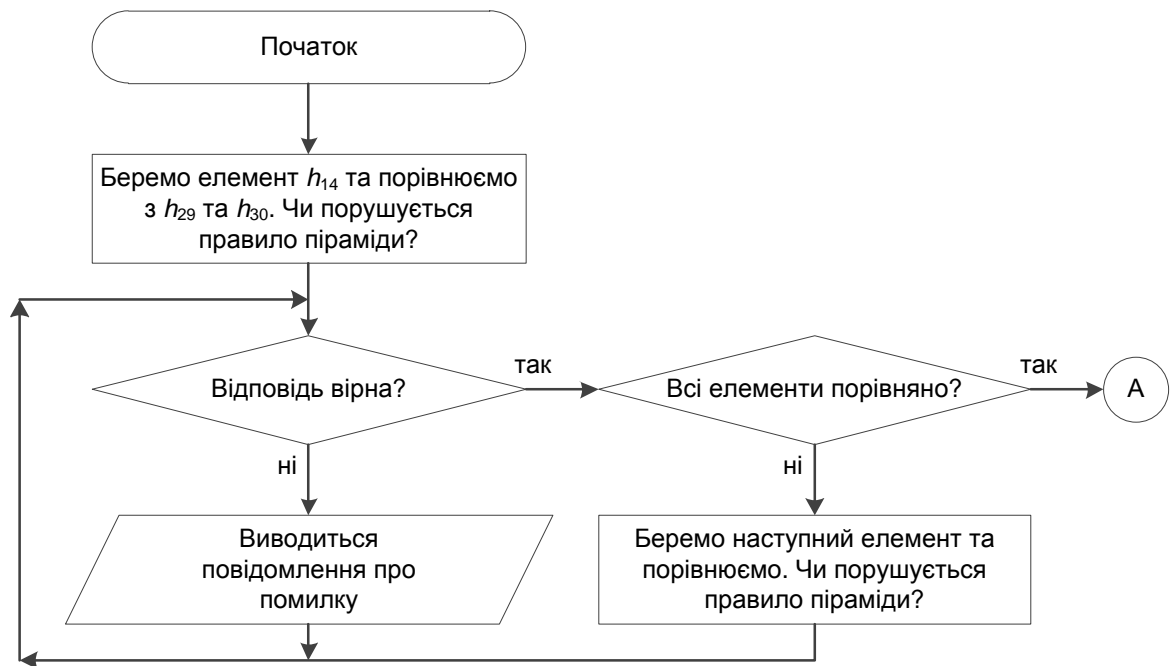 Початок
Беремо елемент h14 та порівнюємо
з h29 та h30. Чи порушується
правило піраміди?
Відповідь вірна?
так
Всі елементи порівняно?
так
А
ні
ні
Виводиться
повідомлення про
помилку
Беремо наступний елемент та
порівнюємо. Чи порушується
правило піраміди?